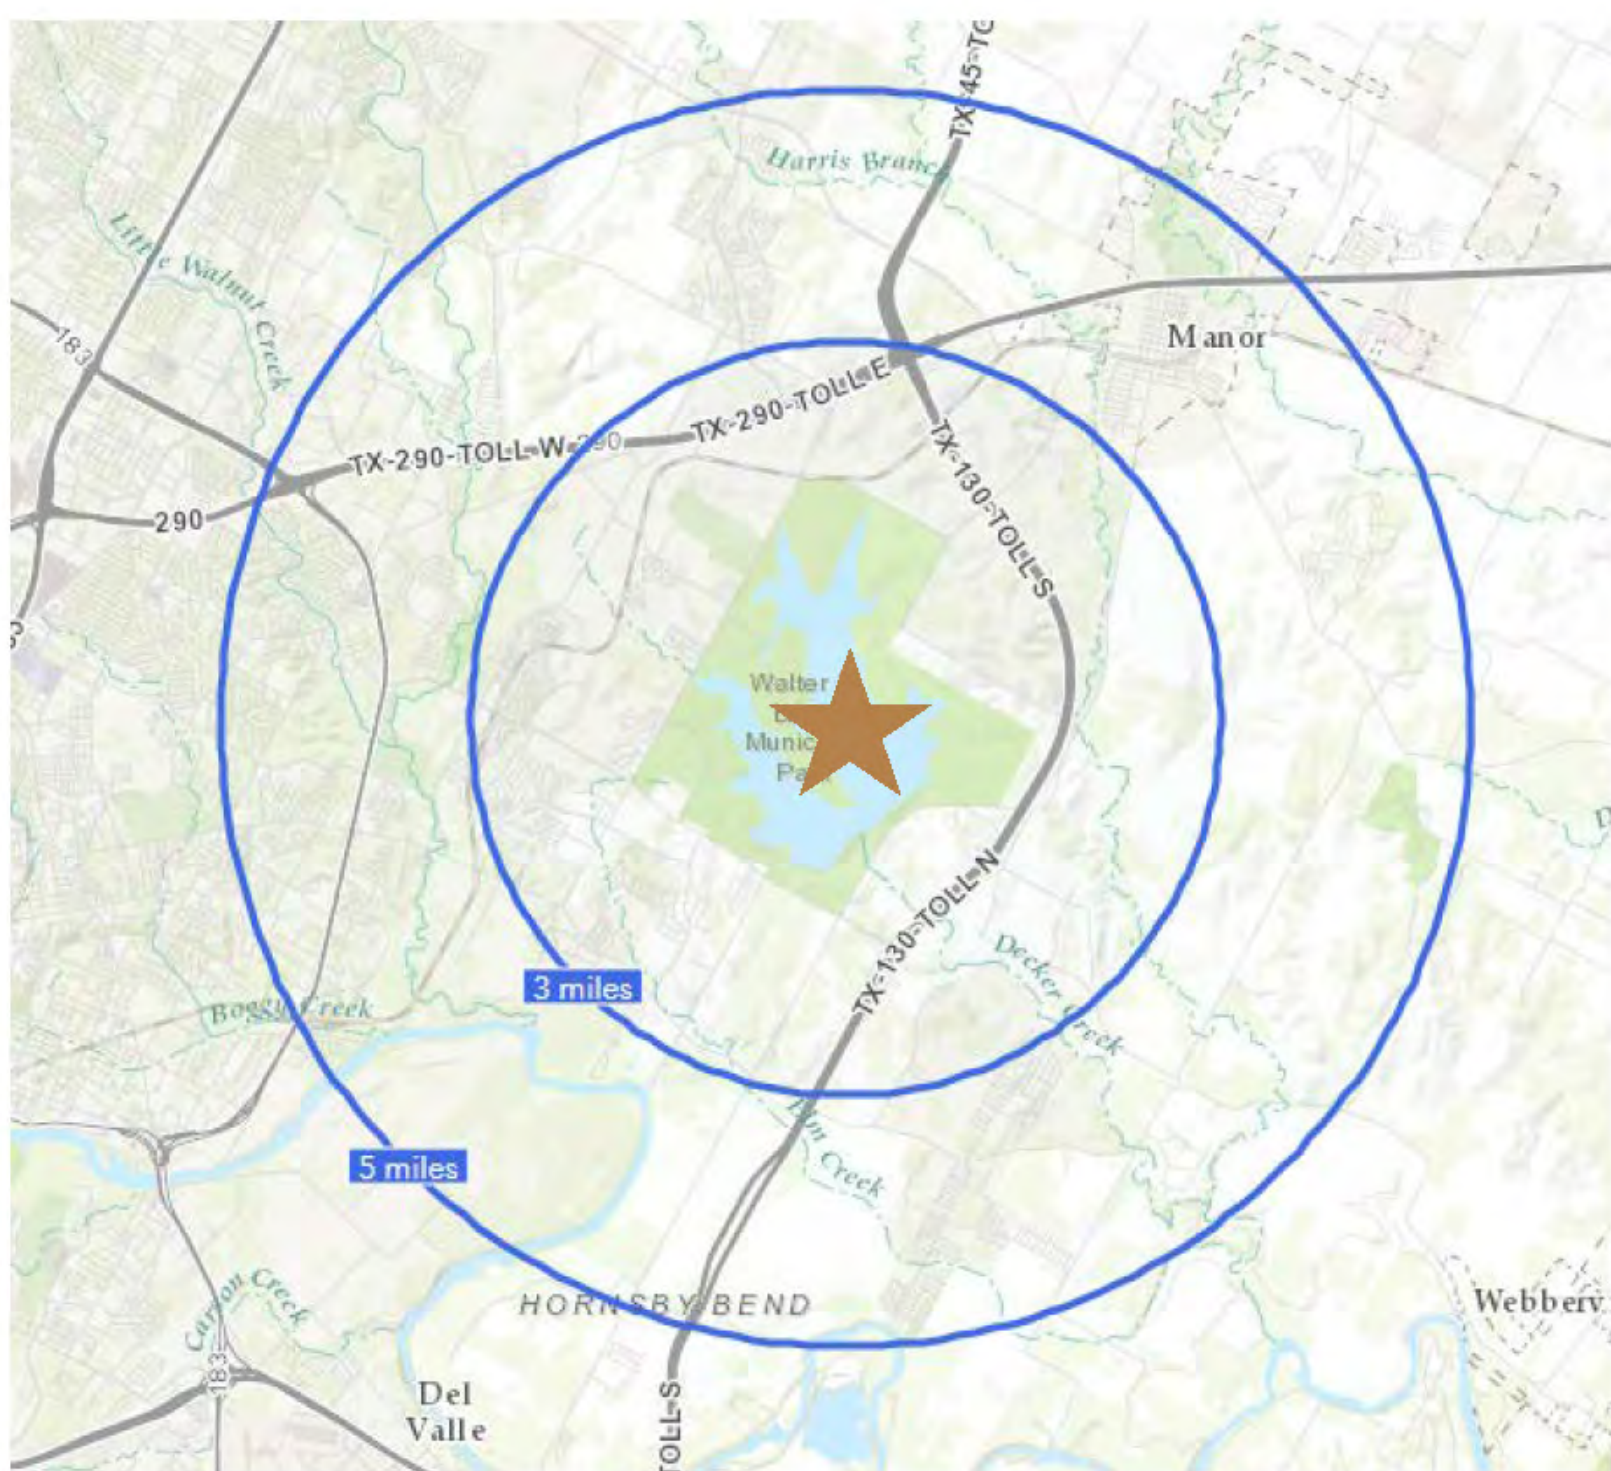 TX-45-TO
Harris Branc
Little Walnut Creek
183
Manor
TX-290-TOLL-E
TX-290-TOLL-W
290
TX-130-TOLL-S
290
Walter
Munic
Pa
TX-130-TOLL-N
Decker Creek
3 miles
Boggy Creek
Elm Creek
5 miles
HORNSBY BEND
Carson Creek
Webberv
183
Del
Valle
TOLL-S